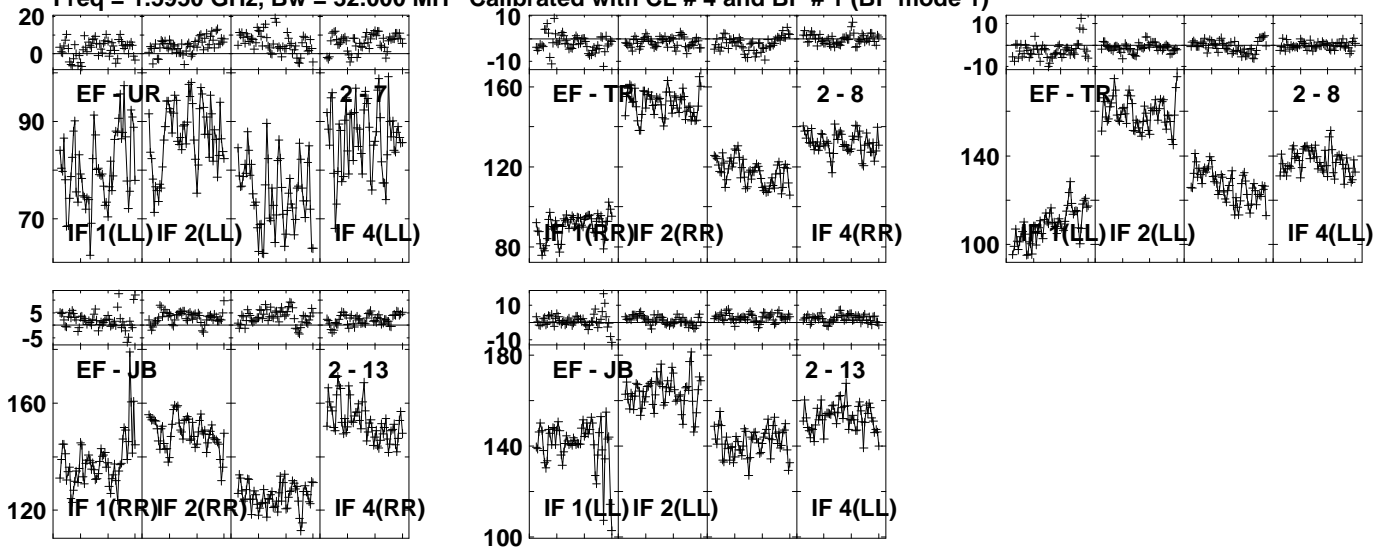 Freq = 1.5950 GHz, Bw = 32.000 MH Calibrated with CL # 4 and BP # 1 (BP mode 1)
20
0
EF - UR 2 - 7
90
70
IF 1(LL) IF 2(LL) IF 4(LL)
10
-10
160
EF - TR 2 - 8
120
80
IF 1(RR) IF 2(RR) IF 4(RR)
10
-10
EF - TR 2 - 8
140
100
IF 1(LL) IF 2(LL) IF 4(LL)
5
-5
EF - JB 2 - 13
160
120
IF 1(RR) IF 2(RR) IF 4(RR)
10
-10
180
EF - JB 2 - 13
140
100
IF 1(LL) IF 2(LL) IF 4(LL)